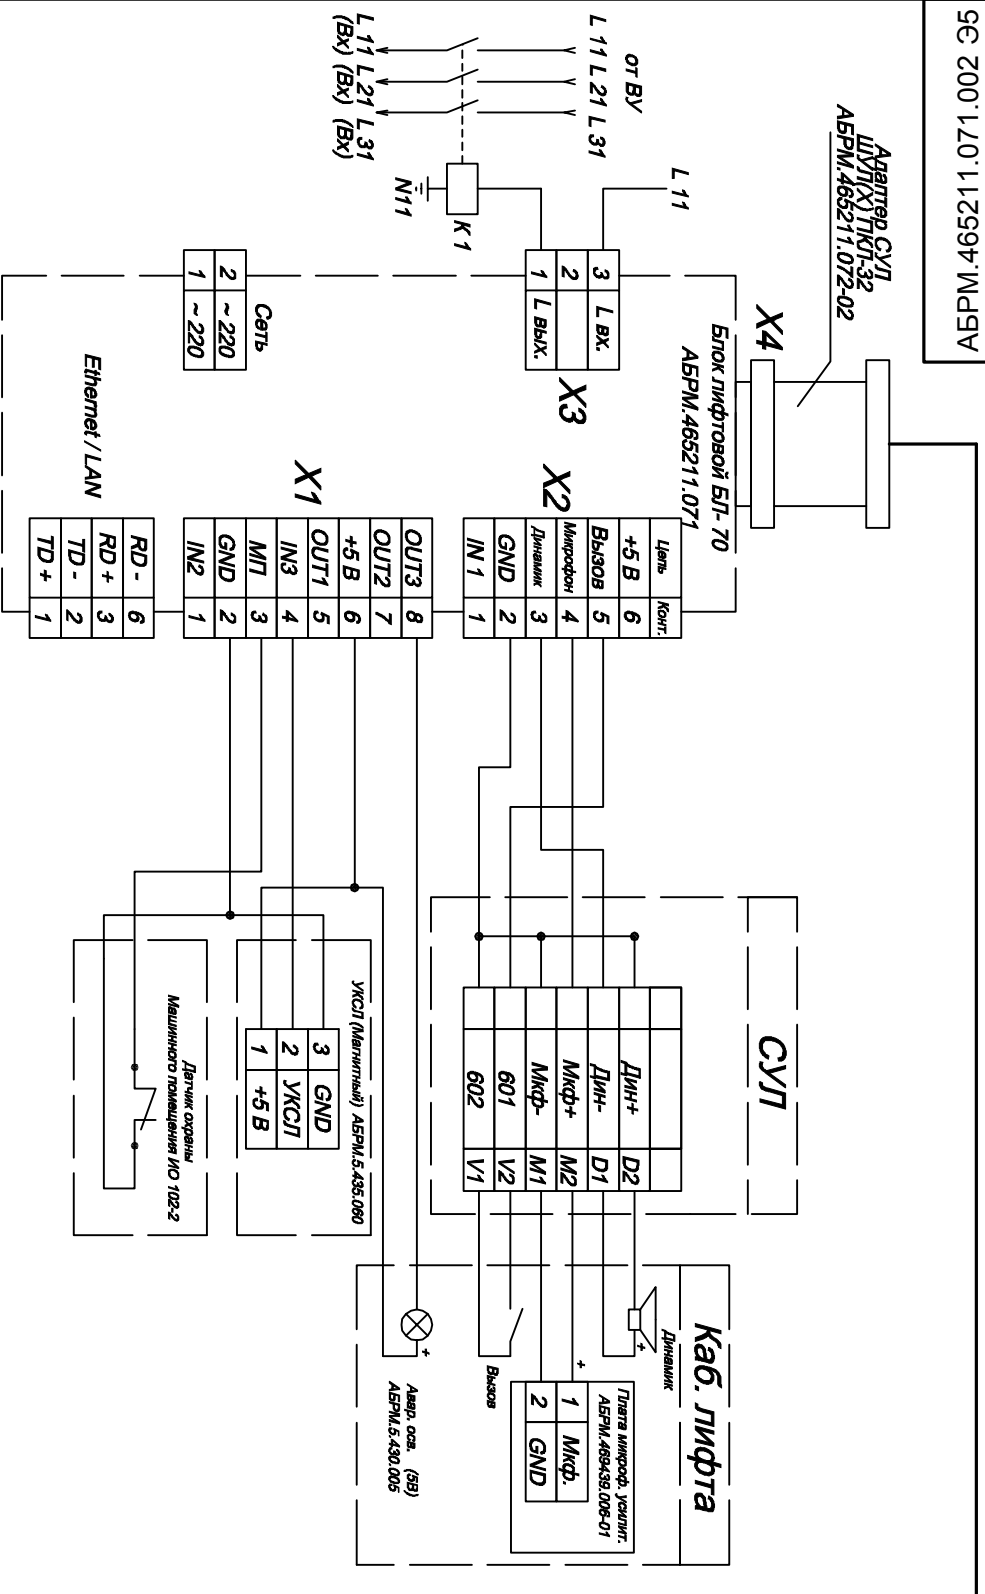 АБРМ.465211.071.002 Э5
Адаптер СУЛ
ШУЛ(Х) ПКЛ-32
АБРМ.465211.072-02
X4
Блок лифтовой БЛ- 70
АБРМ.465211.071
от ВУ
L 11 L 21 L 31
L 11 L 21 L 31
(Вх) (Вх) (Вх)
L 11
K 1
N11
X3
3 L вх.
2
1 L вых.
Сеть
2 ~ 220
1 ~ 220
Ethernet / LAN
RD - 6
RD + 3
TD - 2
TD + 1
X2
Цепь Конт.
+5 В 6
Вызов 5
Микрофон 4
Динамик 3
GND 2
IN 1 1
X1
OUT3 8
OUT2 7
+5 В 6
OUT1 5
IN3 4
МП 3
GND 2
IN2 1
СУЛ
Дин+ D2
Дин- D1
Мкф+ M2
Мкф- M1
601 V2
602 V1
УКСЛ (Магнитный) АБРМ.5.435.060
3 GND
2 УКСЛ
1 +5 В
Датчик охраны
Машинного помещения ИО 102-2
Каб. лифта
Динамик
+
Плата микроф. усилит.
АБРМ.469439.006-01
+
1 Мкф.
2 GND
Вызов
+
Авар. осв. (5В)
АБРМ.5.430.005